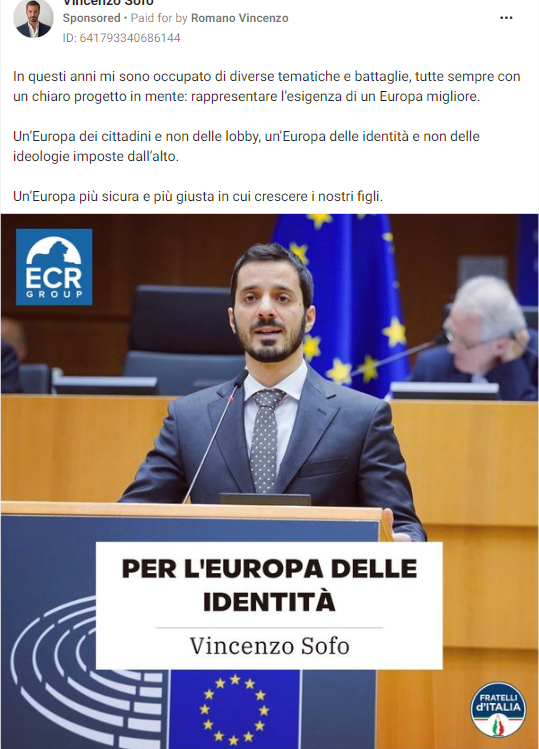 Vincenzo Sofo
Sponsored • Paid for by Romano Vincenzo
ID: 641793340686144
In questi anni mi sono occupato di diverse tematiche e battaglie, tutte sempre con
un chiaro progetto in mente: rappresentare l’esigenza di un Europa migliore.
Un’Europa dei cittadini e non delle lobby, un’Europa delle identità e non delle
ideologie imposte dall’alto.
Un’Europa più sicura e più giusta in cui crescere i nostri figli.
ECR
GROUP
PER L'EUROPA DELLE
IDENTITÀ
Vincenzo Sofo
FRATELLI
d'ITALIA